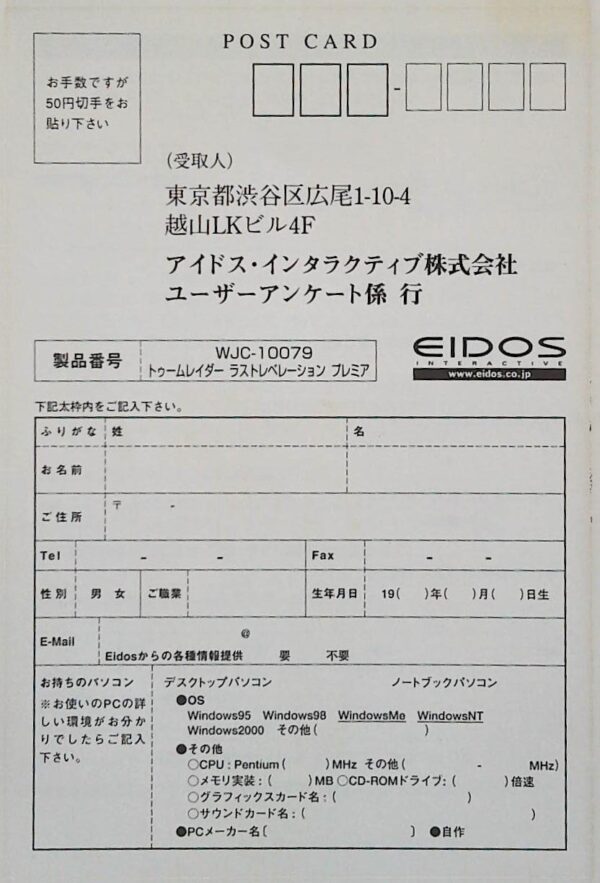 POST CARD
お手数ですが
50円切手をお
貼り下さい
-
(受取人)
東京都渋谷区広尾1-10-4
越山LKビル4F
アイドス・インタラクティブ株式会社
ユーザーアンケート係 行
製品番号
WJC-10079
トゥームレイダー ラストレベレーション プレミア
EIDOS
INTERACTIVE
www.eidos.co.jp
下記太枠内をご記入下さい。
ふりがな 姓 名
お名前
ご住所 〒 -
Tel - - Fax - -
性別 男 女 ご職業 生年月日 19( )年( )月( )日生
E-Mail @
Eidosからの各種情報提供 要 不要
お持ちのパソコン
※お使いのPCの詳
しい環境がお分か
りでしたらご記入
下さい。
デスクトップパソコン ノートブックパソコン
●OS
Windows95 Windows98 WindowsMe WindowsNT
Windows2000 その他( )
●その他
○CPU:Pentium( )MHz その他( - MHz)
○メモリ実装:( )MB ○CD-ROMドライブ:( )倍速
○グラフィックスカード名:( )
○サウンドカード名:( )
●PCメーカー名〔 〕 ●自作